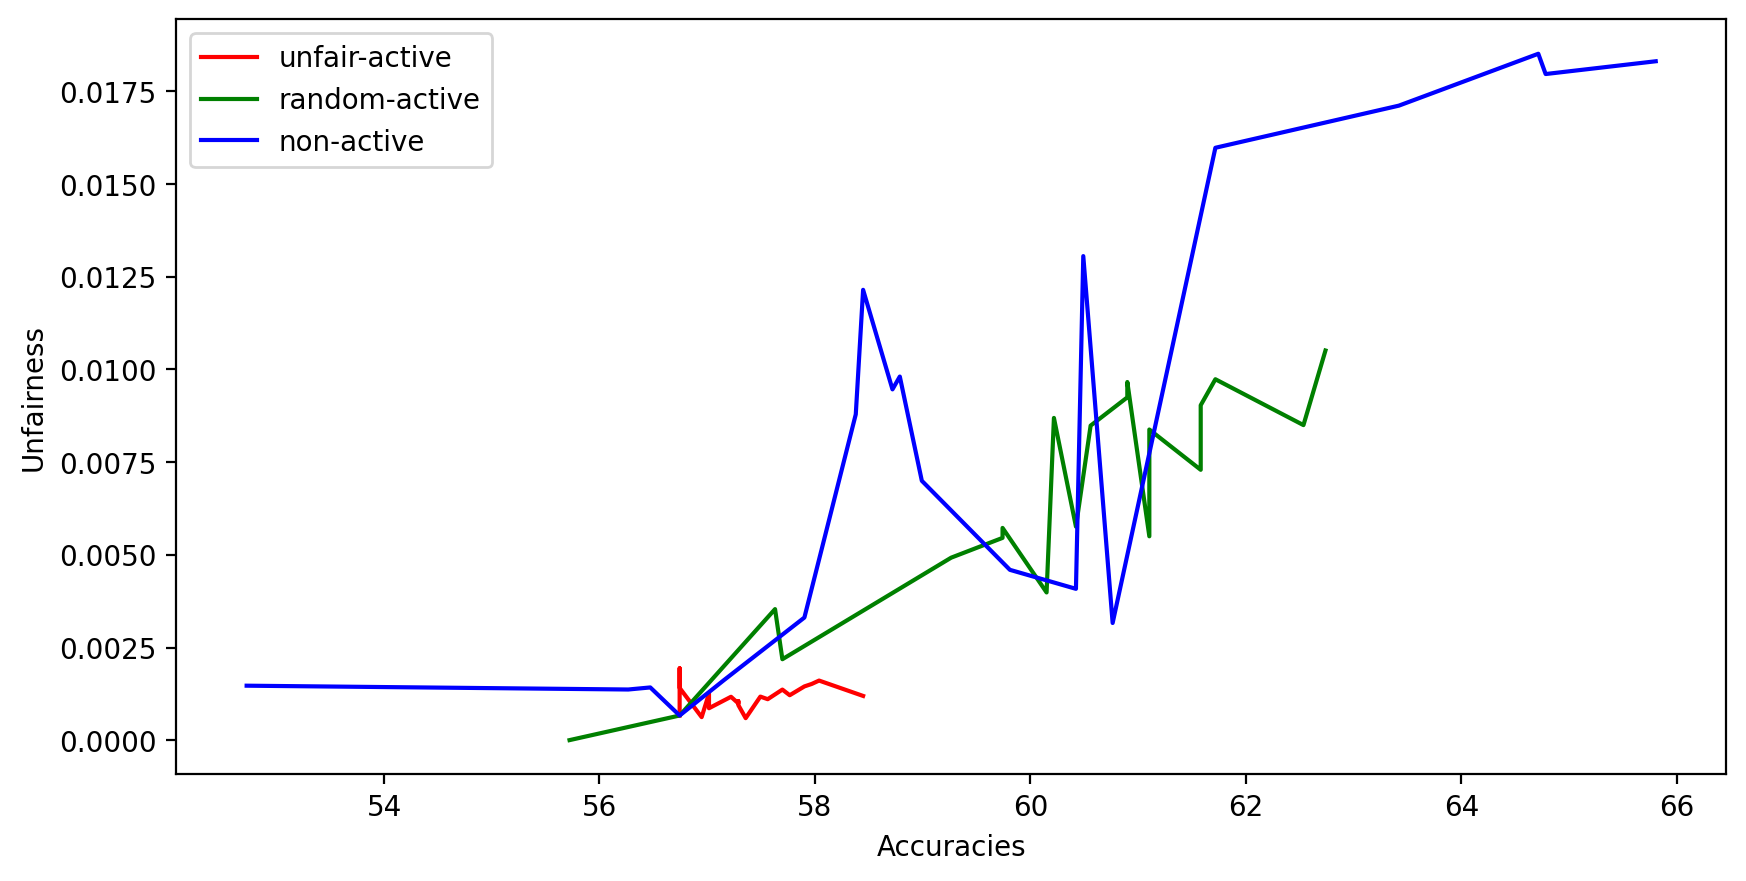 unfair-active
random-active
non-active
0.0175
0.0150
0.0125
0.0100
0.0075
0.0050
0.0025
0.0000
Unfairness
54 56 58 60 62 64 66
Accuracies